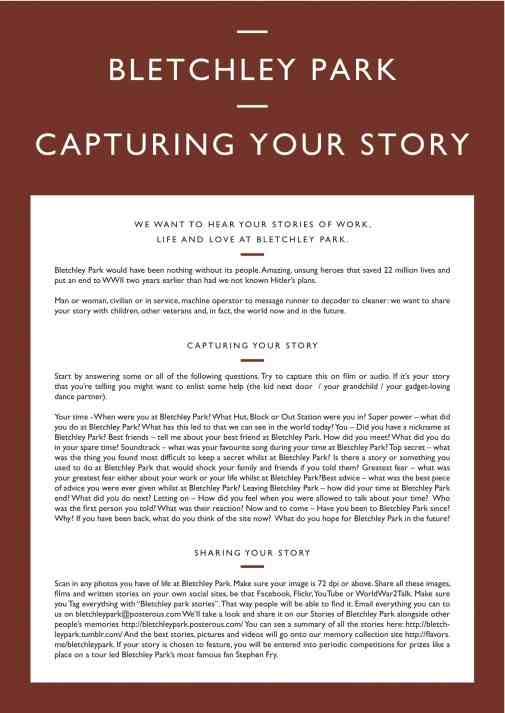 BLETCHLEY PARK
CAPTURING YOUR STORY
WE WANT TO HEAR YOUR STORIES OF WORK,
LIFE AND LOVE AT BLETCHLEY PARK.
Bletchley Park would have been nothing without its people. Amazing, unsung heroes that saved 22 million lives and
put an end to WWII two years earlier than had we not known Hitler's plans.
Man or woman, civilian or in service, machine operator to message runner to decoder to cleaner: we want to share
your story with children, other veterans and, in fact, the world now and in the future.
CAPTURING YOUR STORY
Start by answering some or all of the following questions. Try to capture this on film or audio. If it's your story
that you're telling you might want to enlist some help (the kid next door / your grandchild / your gadget-loving
dance partner).
Your time - When were you at Bletchley Park? What Hut, Block or Out Station were you in? Super power – what did
you do at Bletchley Park? What has this led to that we can see in the world today? You – Did you have a nickname at
Bletchley Park? Best friends – tell me about your best friend at Bletchley Park. How did you meet? What did you do
in your spare time? Soundtrack – what was your favourite song during your time at Bletchley Park? Top secret – what
was the thing you found most difficult to keep a secret whilst at Bletchley Park? Is there a story or something you
used to do at Bletchley Park that would shock your family and friends if you told them? Greatest fear – what was
your greatest fear either about your work or your life whilst at Bletchley Park?Best advice – what was the best piece
of advice you were ever given whilst at Bletchley Park? Leaving Bletchley Park – how did your time at Bletchley Park
end? What did you do next? Letting on – How did you feel when you were allowed to talk about your time? Who
was the first person you told? What was their reaction? Now and to come – Have you been to Bletchley Park since?
Why? If you have been back, what do you think of the site now? What do you hope for Bletchley Park in the future?
SHARING YOUR STORY
Scan in any photos you have of life at Bletchley Park. Make sure your image is 72 dpi or above. Share all these images,
films and written stories on your own social sites, be that Facebook, Flickr, YouTube or WorldWar2Talk. Make sure
you Tag everything with "Bletchley park stories". That way people will be able to find it. Email everything you can to
us on bletchleypark@posterous.com We'll take a look and share it on our Stories of Bletchley Park alongside other
people's memories http://bletchleypark.posterous.com/ You can see a summary of all the stories here: http://bletch-
leypark.tumblr.com/ And the best stories, pictures and videos will go onto our memory collection site http://flavors.
me/bletchleypark. If your story is chosen to feature, you will be entered into periodic competitions for prizes like a
place on a tour led Bletchley Park's most famous fan Stephen Fry.